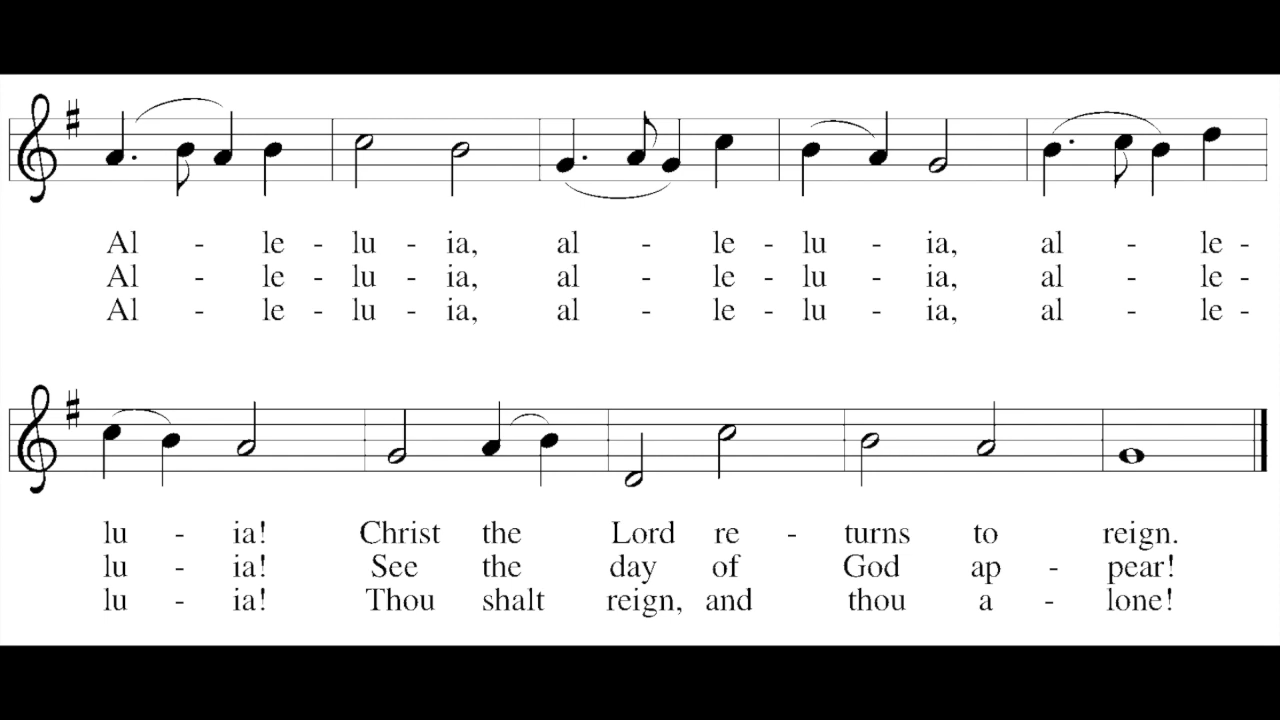 Al - le - lu - ia, al - le - lu - ia, al - le -
Al - le - lu - ia, al - le - lu - ia, al - le -
Al - le - lu - ia, al - le - lu - ia, al - le -
lu - ia! Christ the Lord re - turns to reign.
lu - ia! See the day of God ap - pear!
lu - ia! Thou shalt reign, and thou a - lone!